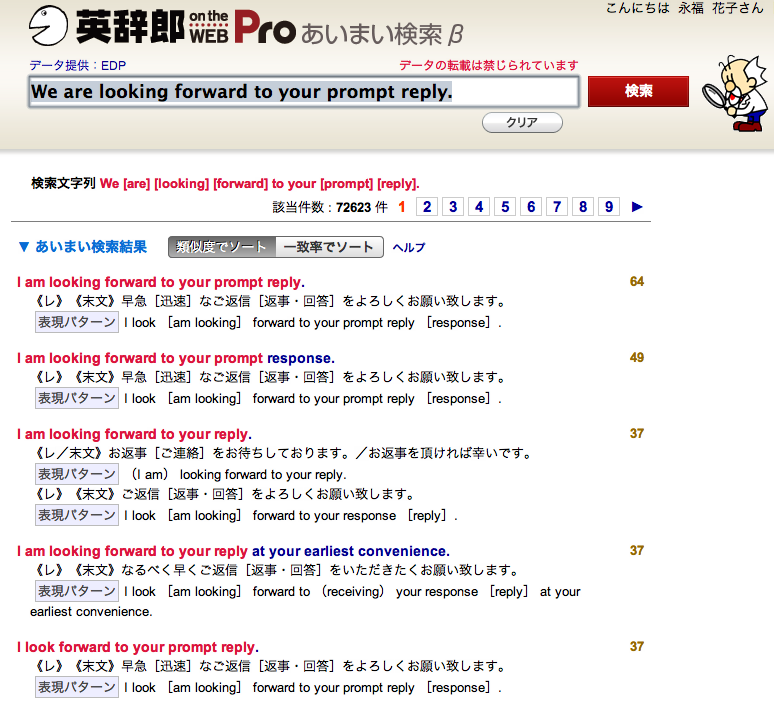 こんにちは 永福 花子さん
英辞郎 on the WEB Pro あいまい検索 β
データ提供：EDP データの転載は禁じられています
We are looking forward to your prompt reply. 検索
クリア
検索文字列 We [are] [looking] [forward] to your [prompt] [reply].
該当件数 : 72623 件 1 2 3 4 5 6 7 8 9 ▶
▼ あいまい検索結果 類似度でソート 一致率でソート ヘルプ
I am looking forward to your prompt reply. 64
《レ》《末文》早急［迅速］なご返信［返事・回答］をよろしくお願い致します。
表現パターン I look ［am looking］ forward to your prompt reply ［response］.
I am looking forward to your prompt response. 49
《レ》《末文》早急［迅速］なご返信［返事・回答］をよろしくお願い致します。
表現パターン I look ［am looking］ forward to your prompt reply ［response］.
I am looking forward to your reply. 37
《レ／末文》お返事［ご連絡］をお待ちしております。／お返事を頂ければ幸いです。
表現パターン （I am） looking forward to your reply.
《レ》《末文》ご返信［返事・回答］をよろしくお願い致します。
表現パターン I look ［am looking］ forward to your response ［reply］.
I am looking forward to your reply at your earliest convenience. 37
《レ》《末文》なるべく早くご返信［返事・回答］をいただきたくお願い致します。
表現パターン I look ［am looking］ forward to （receiving） your response ［reply］ at your
earliest convenience.
I look forward to your prompt reply. 37
《レ》《末文》早急［迅速］なご返信［返事・回答］をよろしくお願い致します。
表現パターン I look ［am looking］ forward to your prompt reply ［response］.